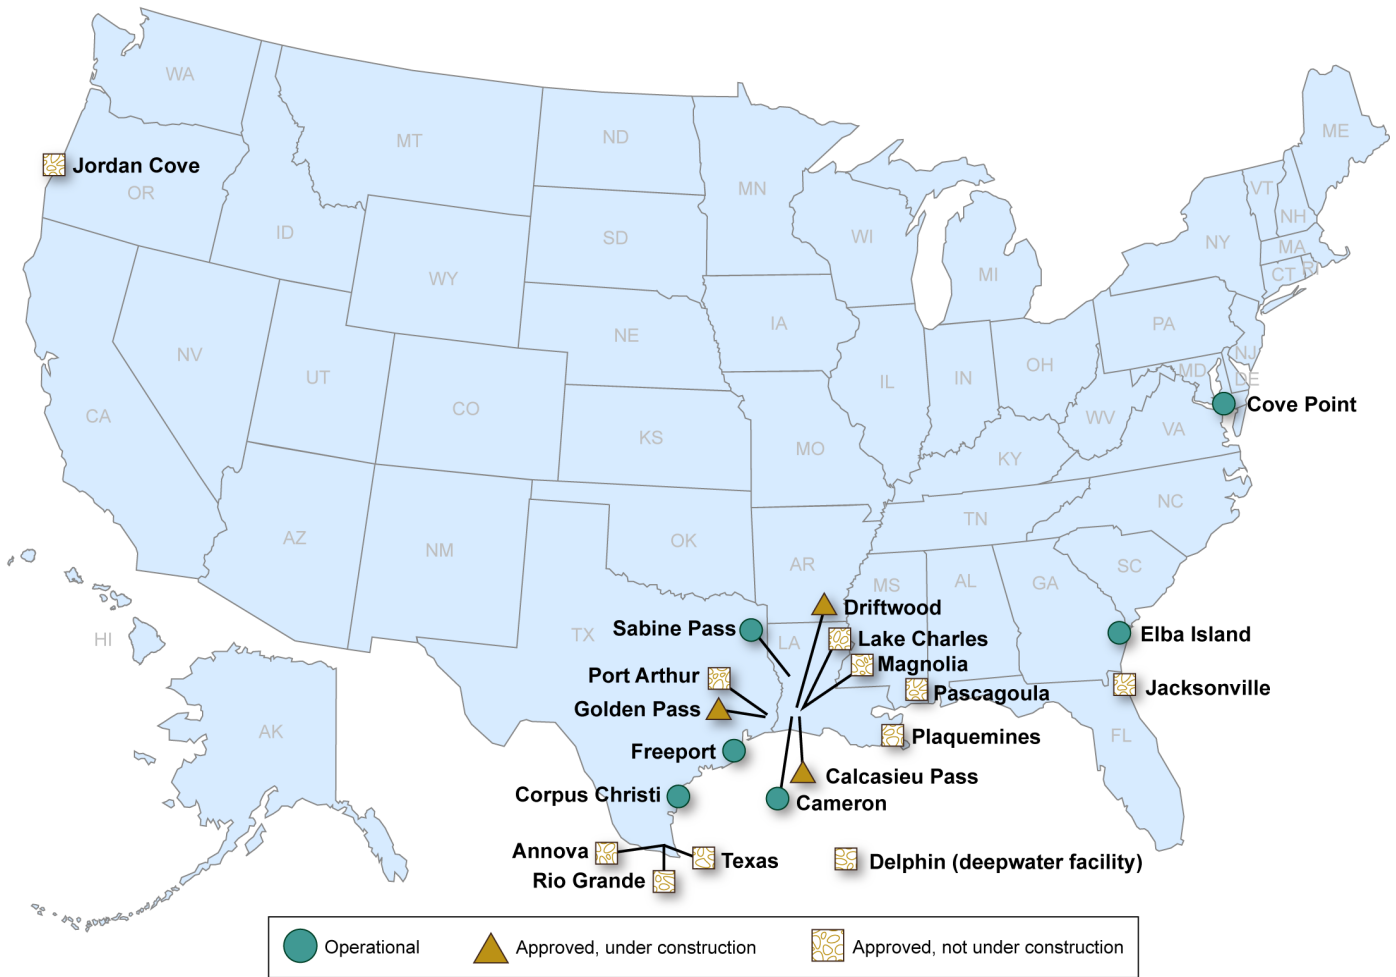 WA
MT
ND
MN
ME
Jordan Cove
OR
ID
SD
WI
MI
VT
NH
NY
MA
CT
RI
WY
NE
IA
PA
NJ
NV
UT
CO
IL
IN
OH
MD
DE
CA
KS
MO
WV
VA
Cove Point
KY
AZ
NM
OK
AR
TN
NC
MS
AL
GA
SC
HI
TX
LA
Driftwood
Sabine Pass
Lake Charles
Magnolia
Elba Island
Port Arthur
Pascagoula
Jacksonville
Golden Pass
AK
Freeport
Plaquemines
FL
Corpus Christi
Calcasieu Pass
Cameron
Annova
Texas
Delphin (deepwater facility)
Rio Grande
Operational
Approved, under construction
Approved, not under construction